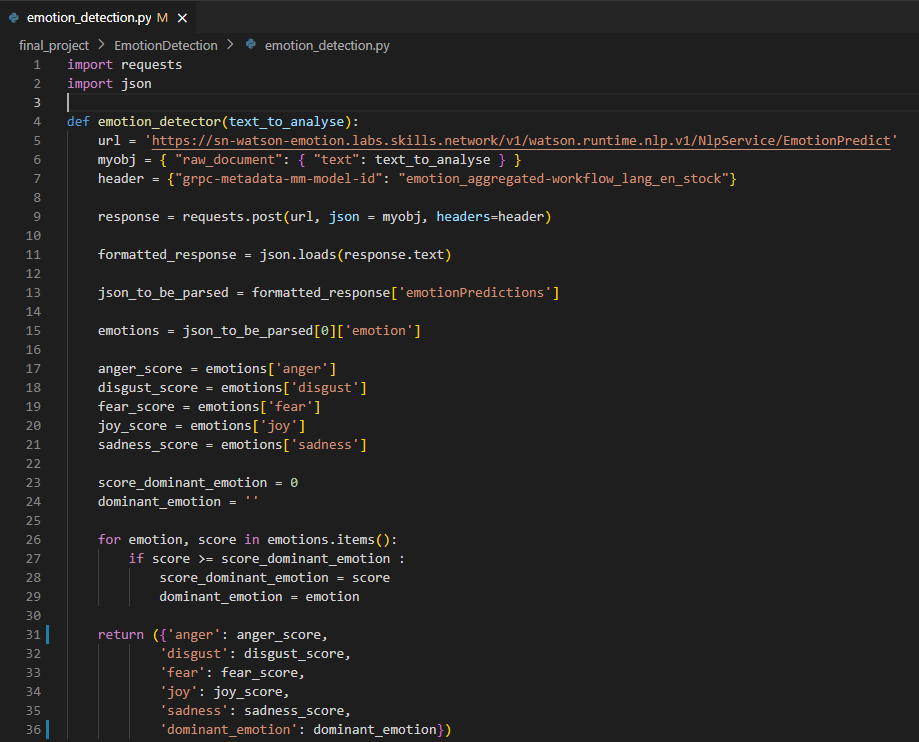 emotion_detection.py M ×
final_project > EmotionDetection > emotion_detection.py
1 import requests
2 import json
3
4 def emotion_detector(text_to_analyse):
5     url = 'https://sn-watson-emotion.labs.skills.network/v1/watson.runtime.nlp.v1/NlpService/EmotionPredict'
6     myobj = { "raw_document": { "text": text_to_analyse } }
7     header = {"grpc-metadata-mm-model-id": "emotion_aggregated-workflow_lang_en_stock"}
8
9     response = requests.post(url, json = myobj, headers=header)
10
11     formatted_response = json.loads(response.text)
12
13     json_to_be_parsed = formatted_response['emotionPredictions']
14
15     emotions = json_to_be_parsed[0]['emotion']
16
17     anger_score = emotions['anger']
18     disgust_score = emotions['disgust']
19     fear_score = emotions['fear']
20     joy_score = emotions['joy']
21     sadness_score = emotions['sadness']
22
23     score_dominant_emotion = 0
24     dominant_emotion = ''
25
26     for emotion, score in emotions.items():
27         if score >= score_dominant_emotion :
28             score_dominant_emotion = score
29             dominant_emotion = emotion
30
31     return ({'anger': anger_score,
32             'disgust': disgust_score,
33             'fear': fear_score,
34             'joy': joy_score,
35             'sadness': sadness_score,
36             'dominant_emotion': dominant_emotion})